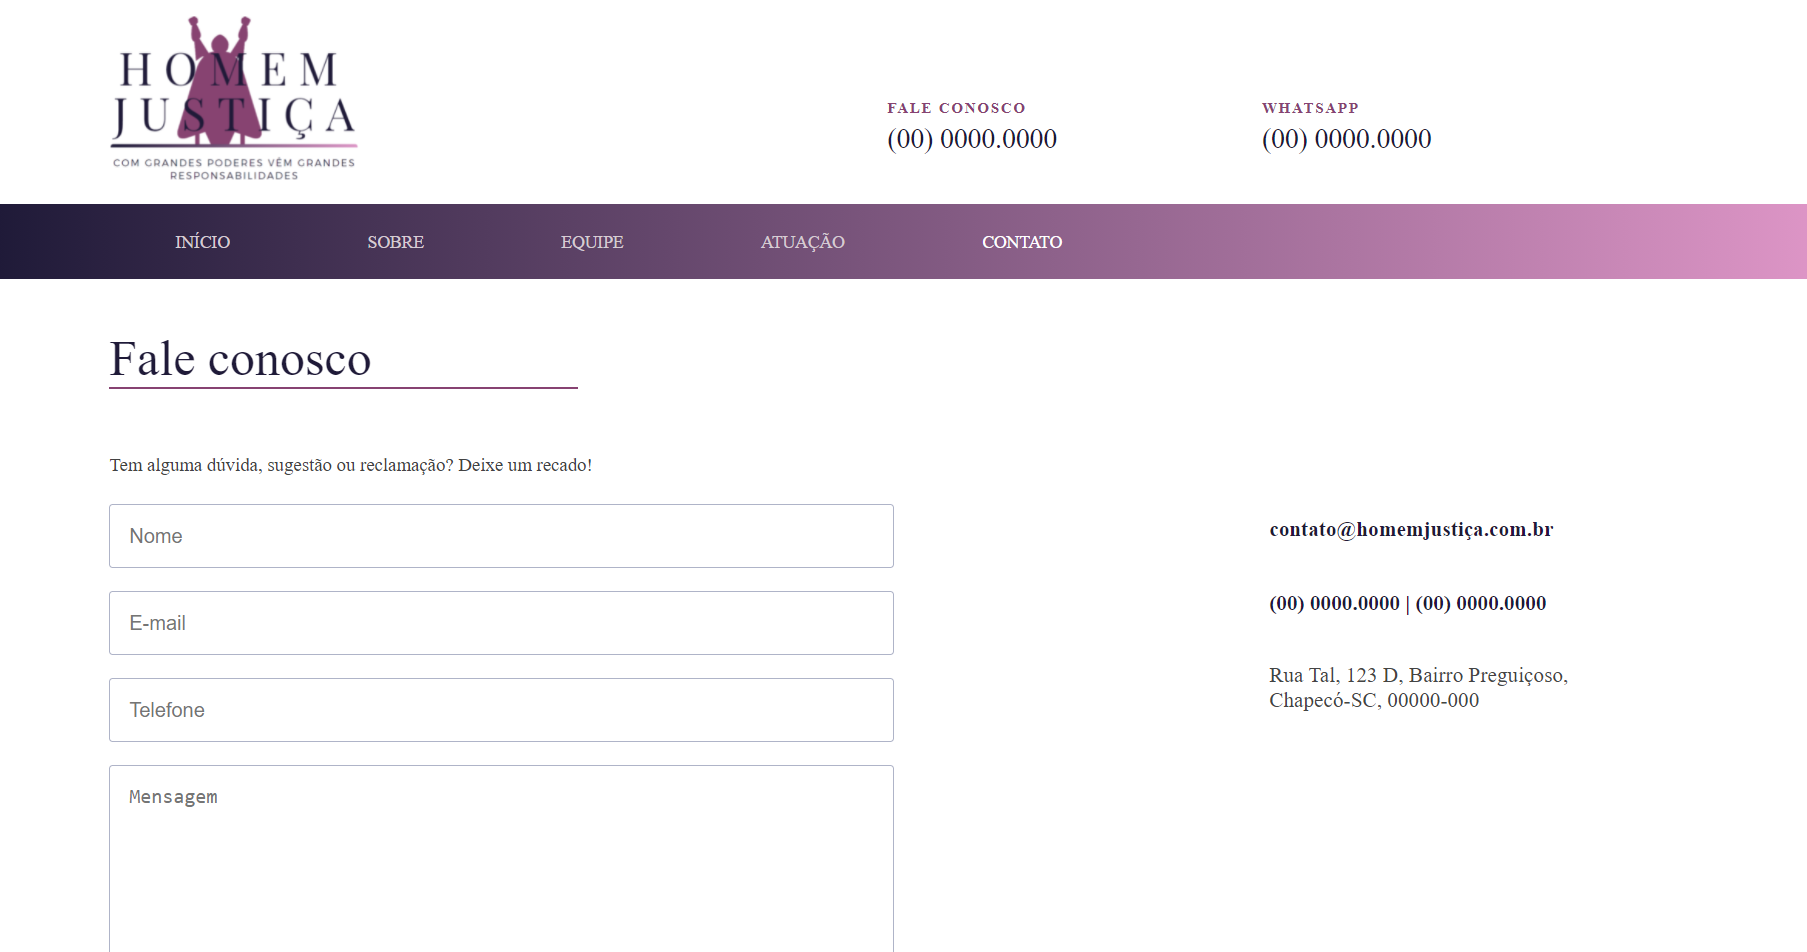 HOMEM
JUSTIÇA
COM GRANDES PODERES VÊM GRANDES
RESPONSABILIDADES
FALE CONOSCO
(00) 0000.0000
WHATSAPP
(00) 0000.0000
INÍCIO SOBRE EQUIPE ATUAÇÃO CONTATO
Fale conosco
Tem alguma dúvida, sugestão ou reclamação? Deixe um recado!
Nome
E-mail
Telefone
Mensagem
contato@homemjustiça.com.br
(00) 0000.0000 | (00) 0000.0000
Rua Tal, 123 D, Bairro Preguiçoso,
Chapecó-SC, 00000-000